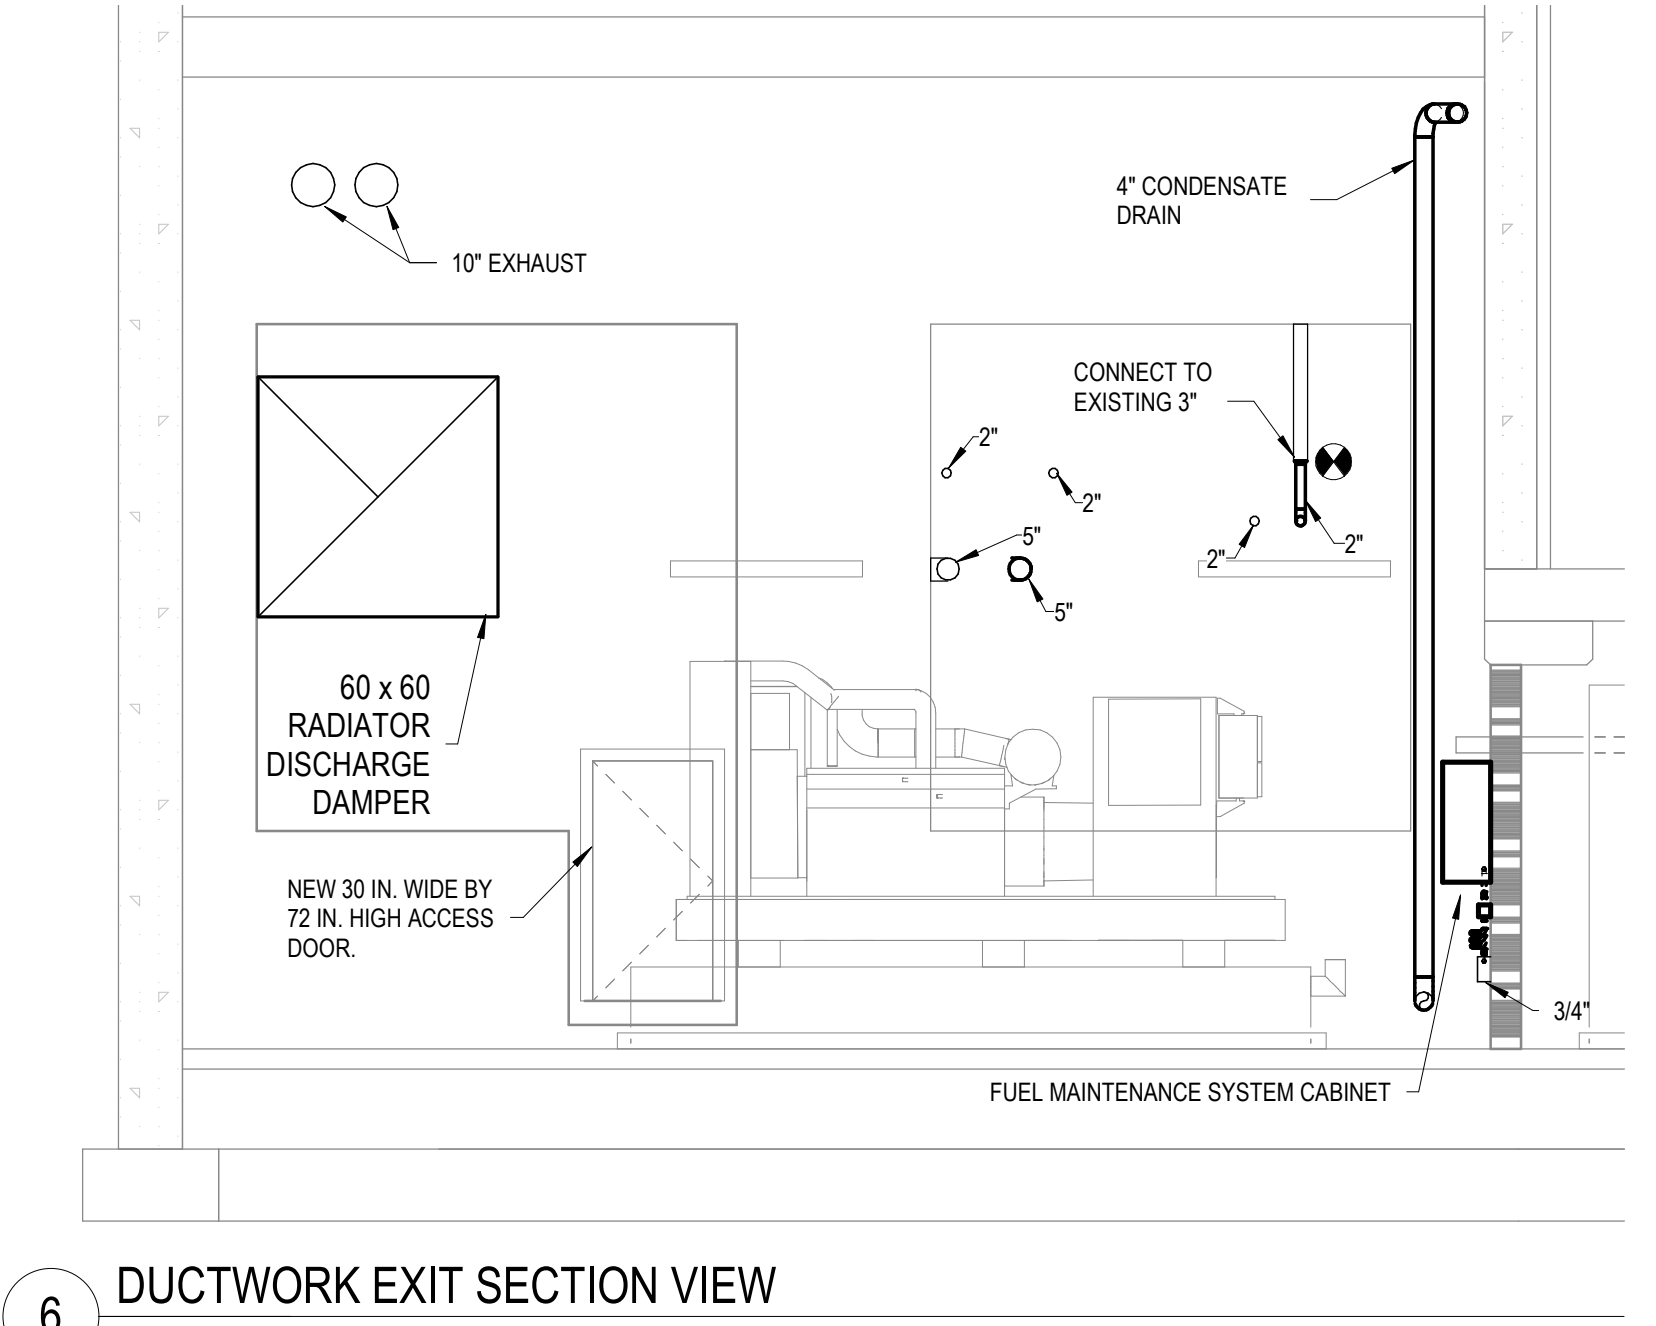 4" CONDENSATE
DRAIN
10" EXHAUST
CONNECT TO
EXISTING 3"
2"
2"
2"
2"
5"
5"
60 x 60
RADIATOR
DISCHARGE
DAMPER
NEW 30 IN. WIDE BY
72 IN. HIGH ACCESS
DOOR.
3/4"
FUEL MAINTENANCE SYSTEM CABINET
6
DUCTWORK EXIT SECTION VIEW